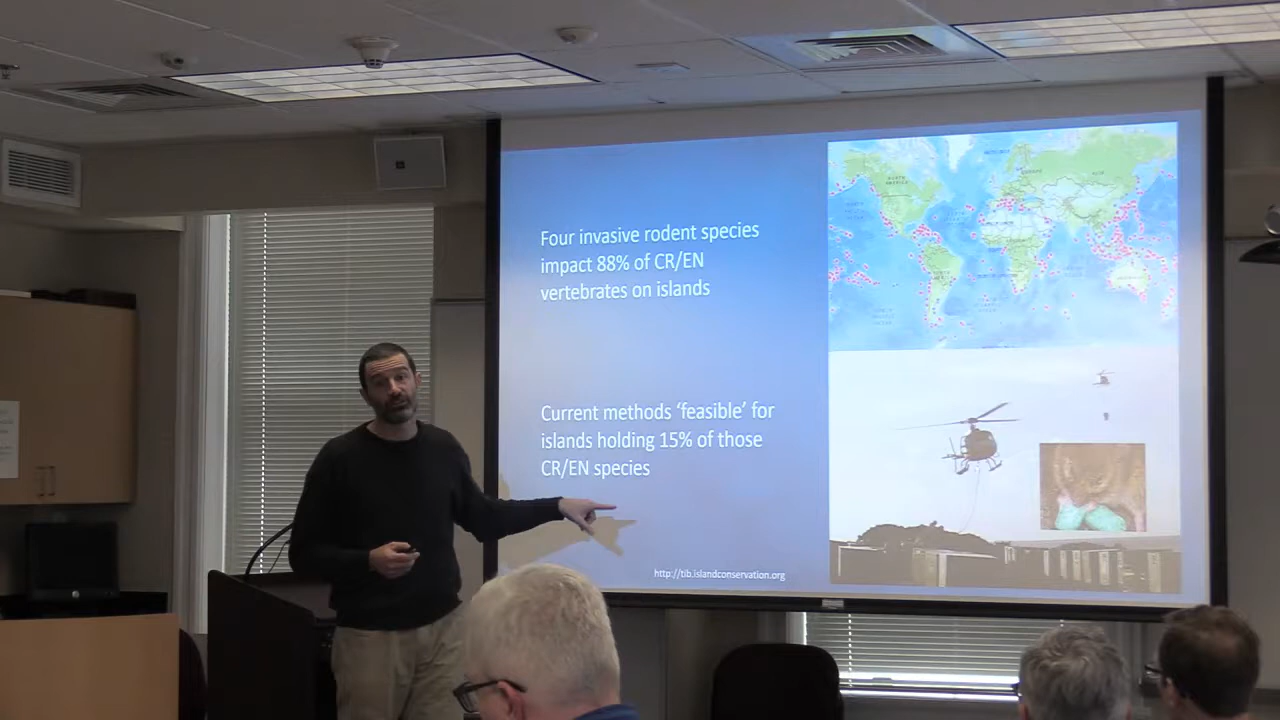 Four invasive rodent species
impact 88% of CR/EN
vertebrates on islands
Current methods ‘feasible’ for
islands holding 15% of those
CR/EN species
http://tib.islandconservation.org